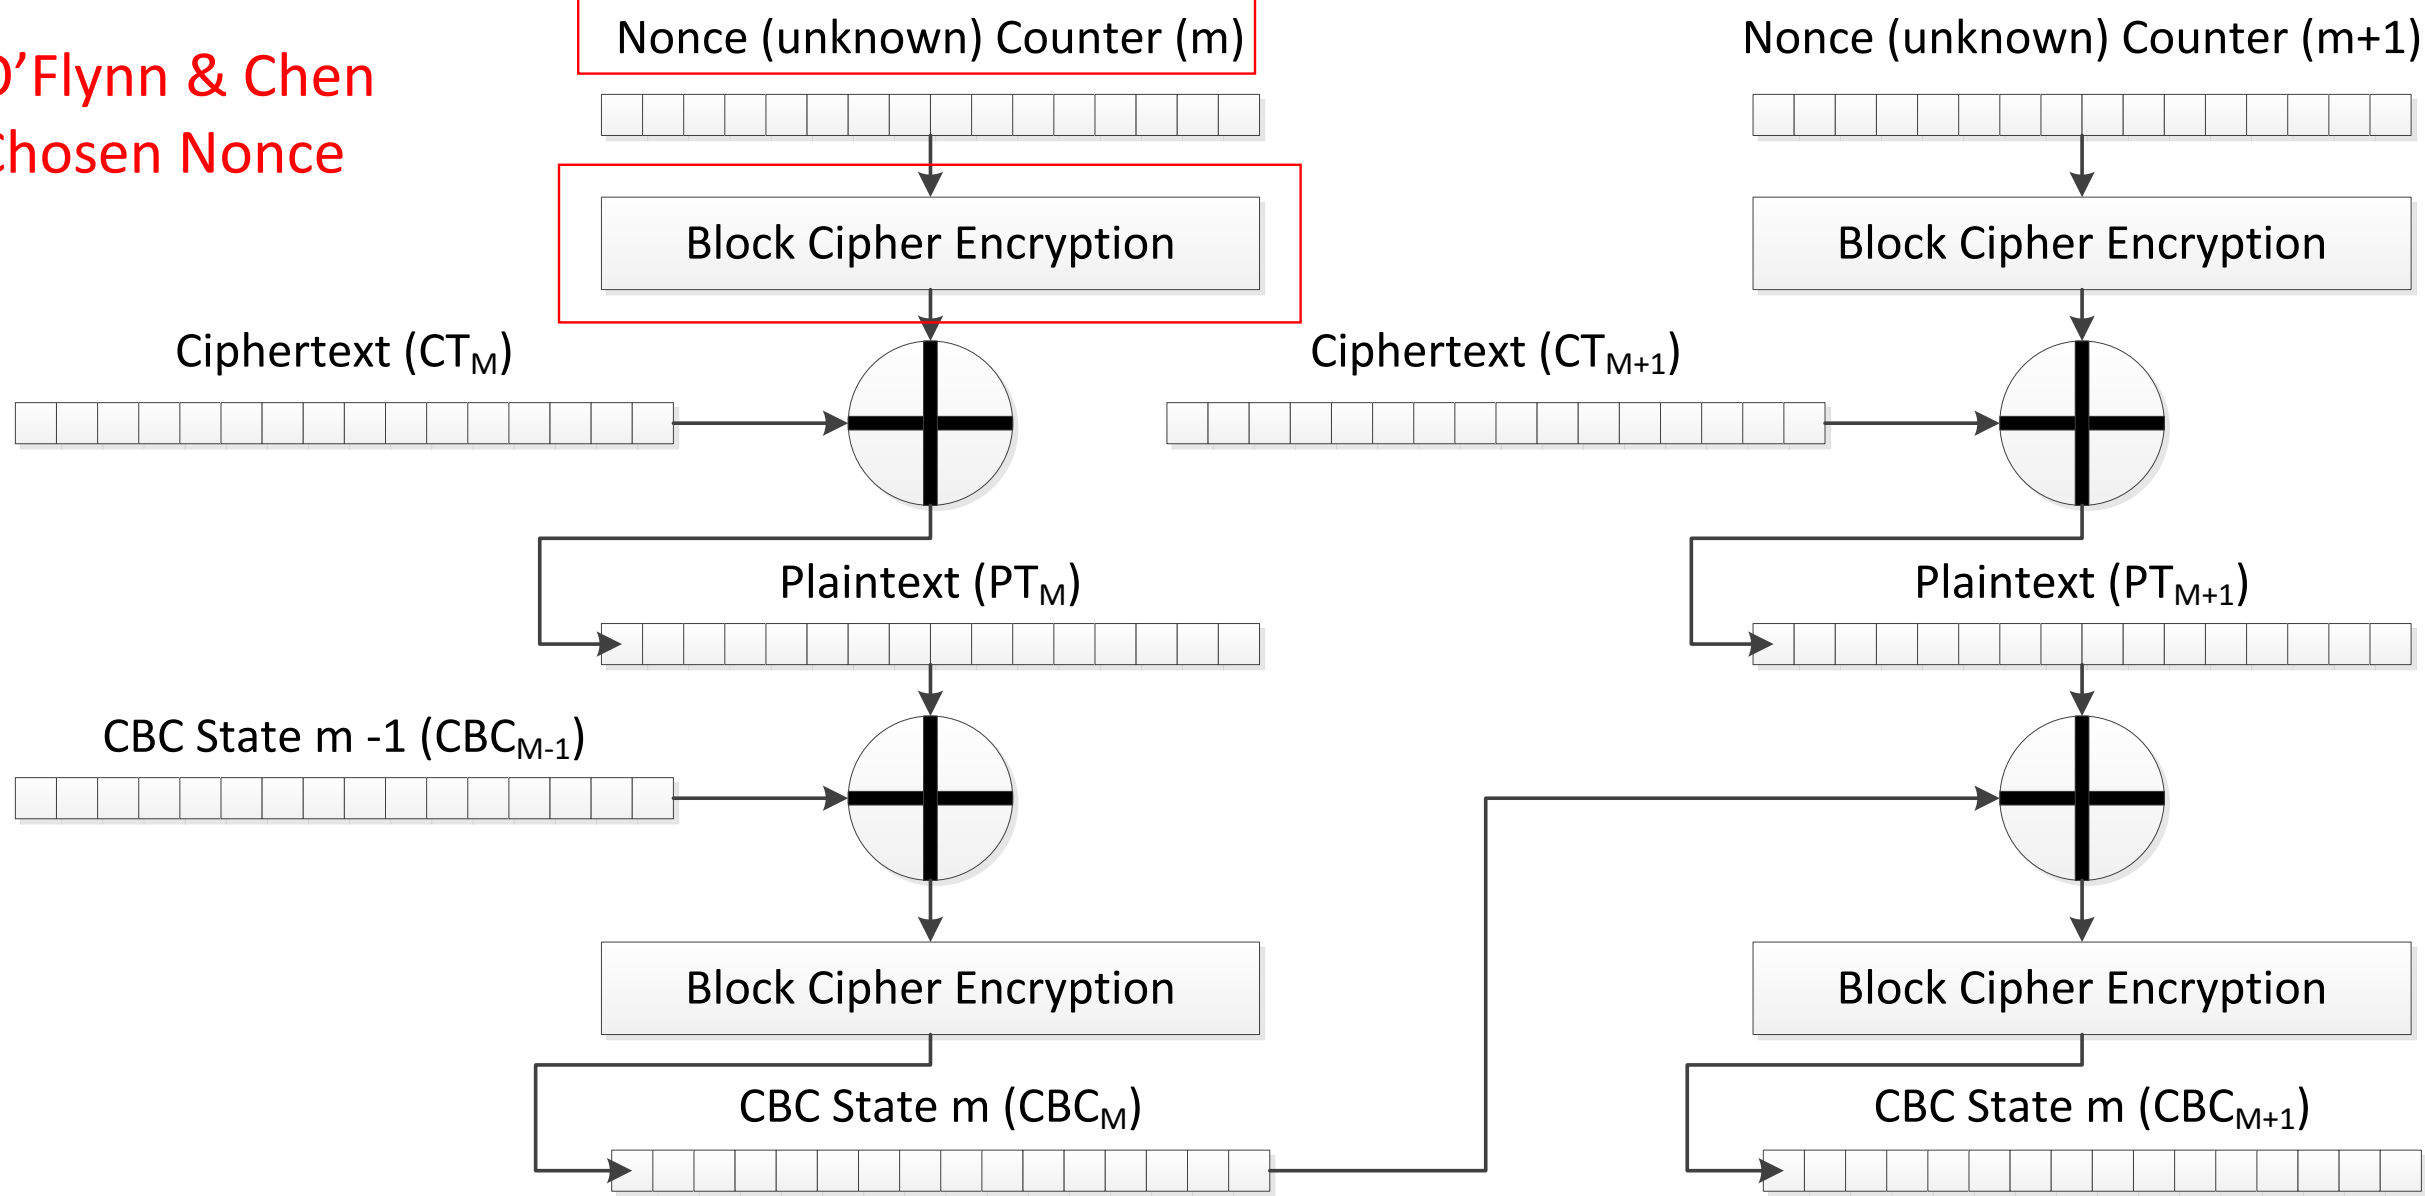 O’Flynn & Chen
Chosen Nonce
Nonce (unknown) Counter (m)
Nonce (unknown) Counter (m+1)
Block Cipher Encryption
Block Cipher Encryption
Ciphertext (CTM)
Ciphertext (CTM+1)
Plaintext (PTM)
Plaintext (PTM+1)
CBC State m -1 (CBCM-1)
Block Cipher Encryption
Block Cipher Encryption
CBC State m (CBCM)
CBC State m (CBCM+1)